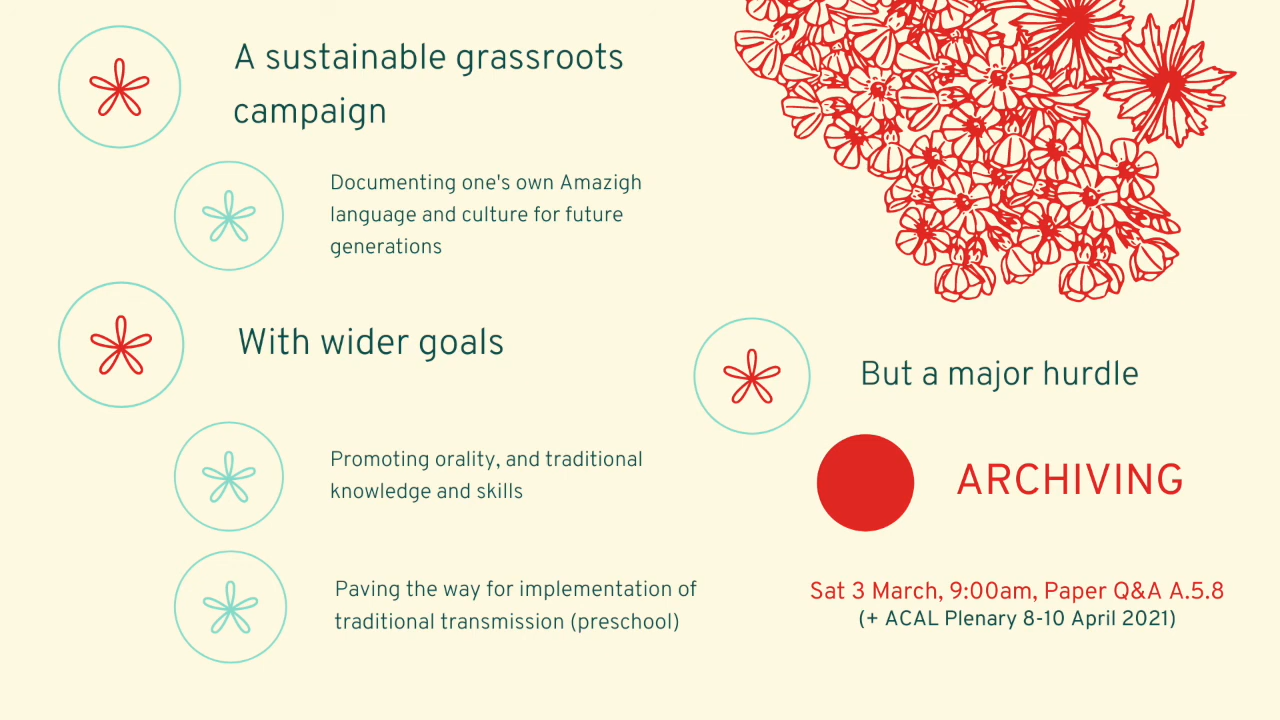 A sustainable grassroots
campaign
Documenting one's own Amazigh
language and culture for future
generations
With wider goals
Promoting orality, and traditional
knowledge and skills
Paving the way for implementation of
traditional transmission (preschool)
But a major hurdle
ARCHIVING
Sat 3 March, 9:00am, Paper Q&A A.5.8
(+ ACAL Plenary 8-10 April 2021)